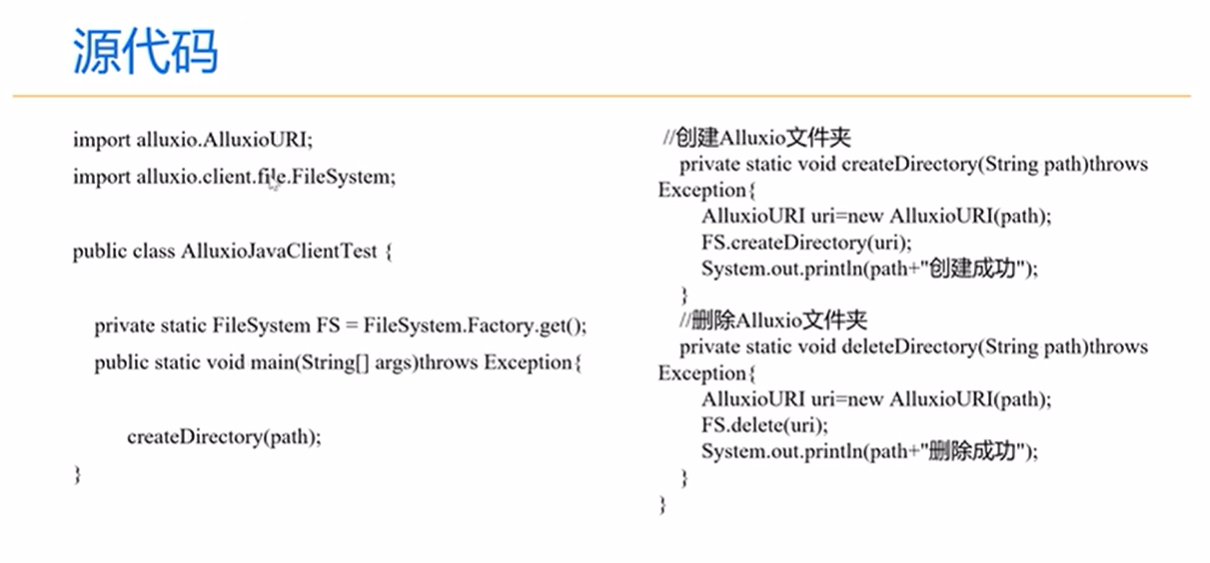 源代码
import alluxio.AlluxioURI;
import alluxio.client.file.FileSystem;
public class AlluxioJavaClientTest {
private static FileSystem FS = FileSystem.Factory.get();
public static void main(String[] args)throws Exception{
createDirectory(path);
}
//创建Alluxio文件夹
private static void createDirectory(String path)throws
Exception{
AlluxioURI uri=new AlluxioURI(path);
FS.createDirectory(uri);
System.out.println(path+"创建成功");
}
//删除Alluxio文件夹
private static void deleteDirectory(String path)throws
Exception{
AlluxioURI uri=new AlluxioURI(path);
FS.delete(uri);
System.out.println(path+"删除成功");
}
}